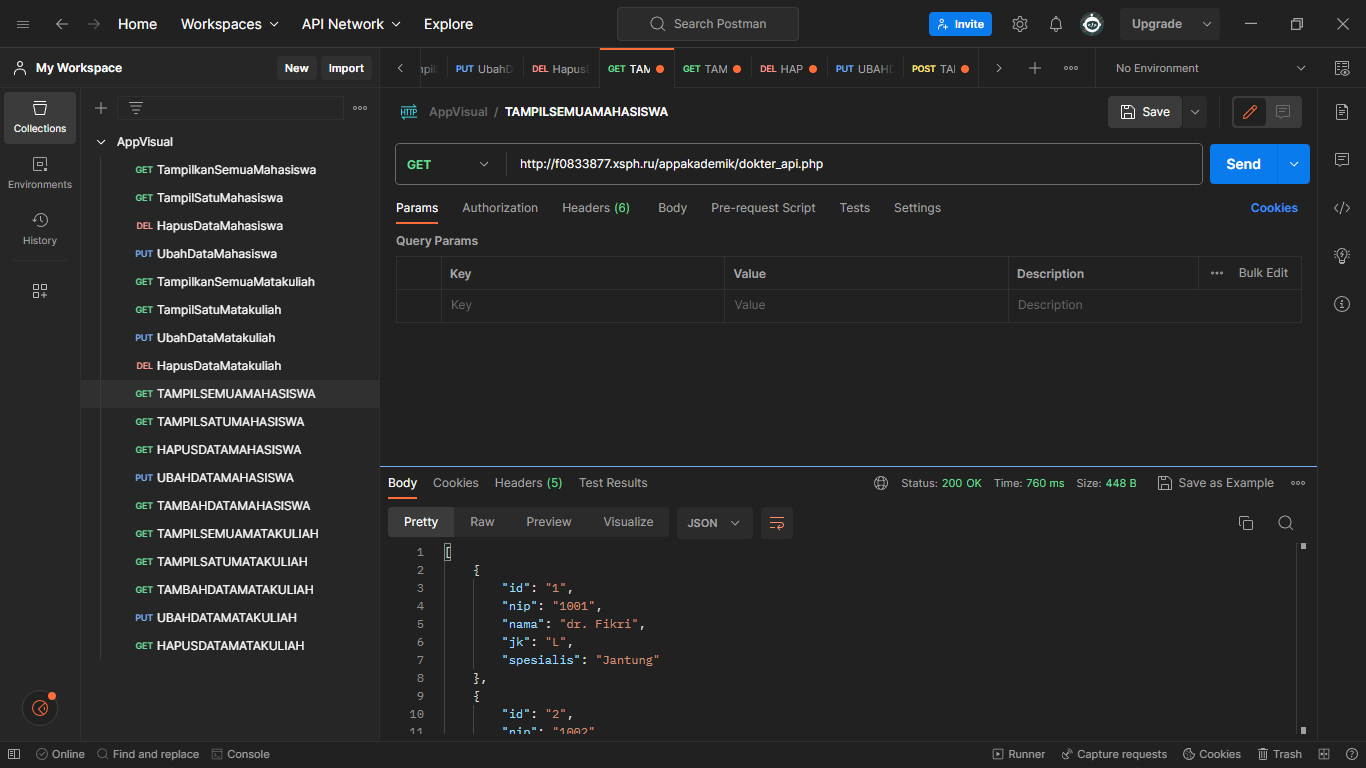 Home Workspaces API Network Explore Search Postman Invite Upgrade
My Workspace New Import
PUT UbahD DEL Hapus GET TAM GET TAM DEL HAP PUT UBAHD POST TA No Environment
Collections
Environments
History
AppVisual
GET TampilkanSemuaMahasiswa
GET TampilSatuMahasiswa
DEL HapusDataMahasiswa
PUT UbahDataMahasiswa
GET TampilkanSemuaMatakuliah
GET TampilSatuMatakuliah
PUT UbahDataMatakuliah
DEL HapusDataMatakuliah
GET TAMPILSEMUAMAHASISWA
GET TAMPILSATUMAHASISWA
GET HAPUSDATAMAHASISWA
PUT UBAHDATAMAHASISWA
GET TAMBAHDATAMAHASISWA
GET TAMPILSEMUAMATAKULIAH
GET TAMPILSATUMATAKULIAH
GET TAMBAHDATAMATAKULIAH
PUT UBAHDATAMATAKULIAH
GET HAPUSDATAMATAKULIAH
HTTP AppVisual / TAMPILSEMUAMAHASISWA Save
GET http://f0833877.xsph.ru/appakademik/dokter_api.php Send
Params Authorization Headers (6) Body Pre-request Script Tests Settings Cookies
Query Params
Key Value Description Bulk Edit
Key Value Description
Body Cookies Headers (5) Test Results Status: 200 OK Time: 760 ms Size: 448 B Save as Example
Pretty Raw Preview Visualize JSON
1 [
2 {
3 "id": "1",
4 "nip": "1001",
5 "nama": "dr. Fikri",
6 "jk": "L",
7 "spesialis": "Jantung"
8 },
9 {
10 "id": "2",
11 "nip": "1002"
Online Find and replace Console Runner Capture requests Cookies Trash